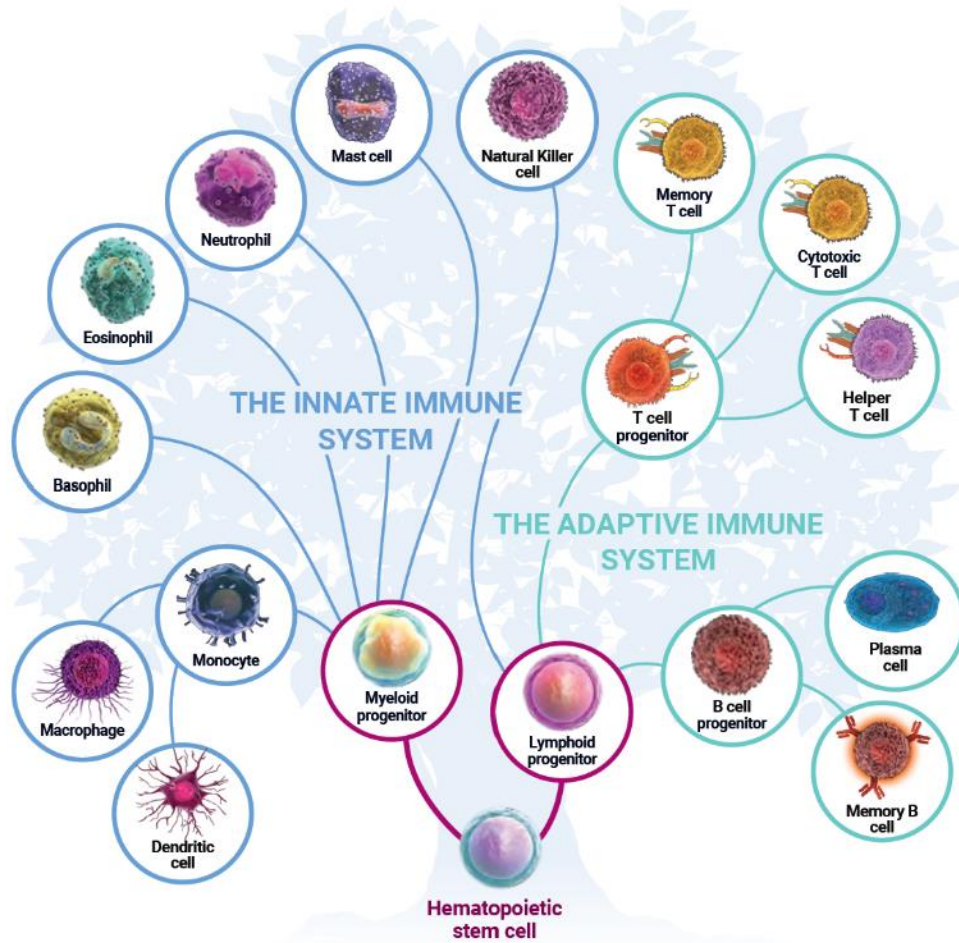 Mast cell
Natural Killer
cell
Memory
T cell
Neutrophil
Cytotoxic
T cell
Eosinophil
Helper
T cell
T cell
progenitor
THE INNATE IMMUNE
SYSTEM
Basophil
THE ADAPTIVE IMMUNE
SYSTEM
Monocyte
Plasma
cell
Macrophage
Myeloid
progenitor
B cell
progenitor
Lymphoid
progenitor
Memory B
cell
Dendritic
cell
Hematopoietic
stem cell